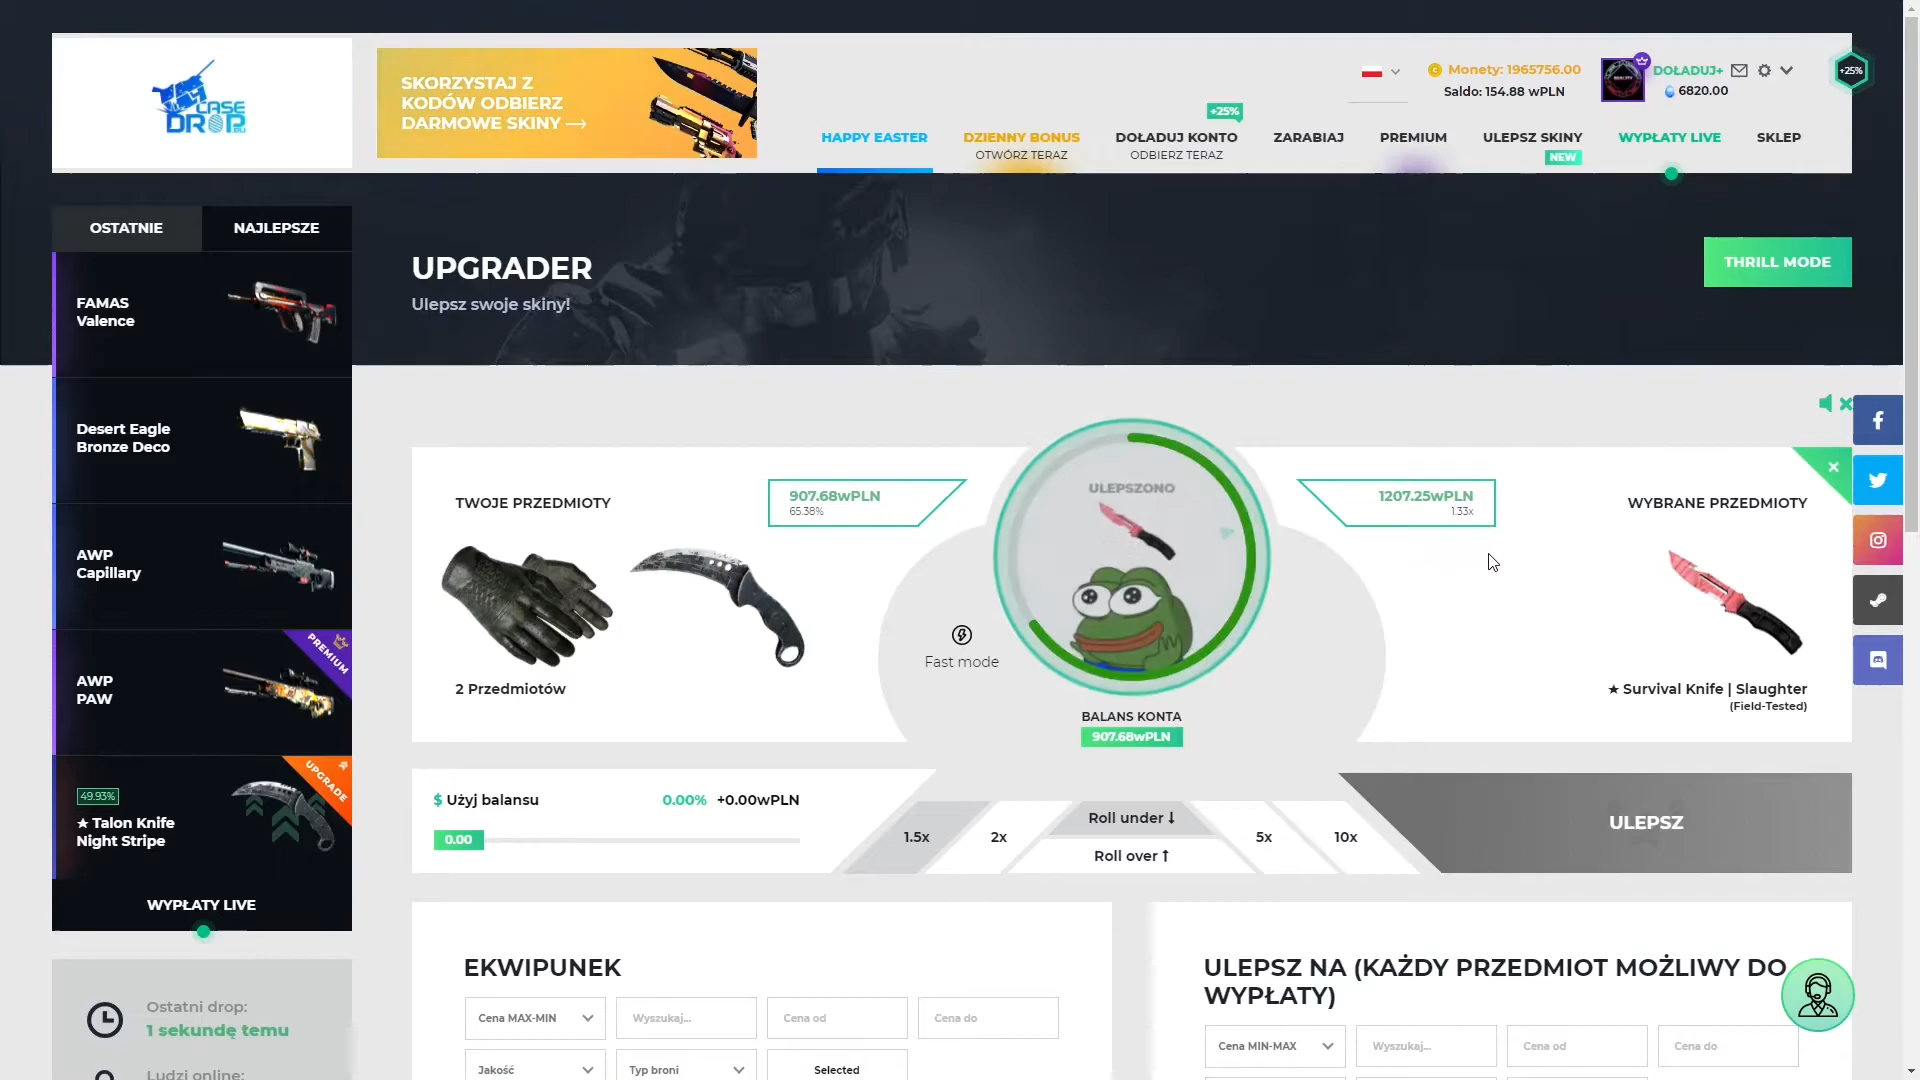 CASE
DROP.EU
SKORZYSTAJ Z
KODÓW ODBIERZ
DARMOWE SKINY
Monety: 1965756.00
Saldo: 154.88 wPLN
DOŁADUJ+
6820.00
+25%
+25%
HAPPY EASTER
DZIENNY BONUS
OTWÓRZ TERAZ
DOŁADUJ KONTO
ODBIERZ TERAZ
ZARABIAJ
PREMIUM
ULEPSZ SKINY
NEW
WYPŁATY LIVE
SKLEP
OSTATNIE
NAJLEPSZE
FAMAS
Valence
Desert Eagle
Bronze Deco
AWP
Capillary
PREMIUM
AWP
PAW
UPGRADE
49.93%
★ Talon Knife
Night Stripe
WYPŁATY LIVE
Ostatni drop:
1 sekundę temu
Ludzi online:
UPGRADER
Ulepsz swoje skiny!
THRILL MODE
TWOJE PRZEDMIOTY
907.68wPLN
65.38%
2 Przedmiotów
Fast mode
ULEPSZONO
BALANS KONTA
907.68wPLN
1207.25wPLN
1.33x
WYBRANE PRZEDMIOTY
★ Survival Knife | Slaughter
(Field-Tested)
$ Użyj balansu
0.00% +0.00wPLN
0.00
1.5x
2x
Roll under ↓
Roll over ↑
5x
10x
ULEPSZ
EKWIPUNEK
Cena MAX-MIN
Wyszukaj...
Cena od
Cena do
Jakość
Typ broni
Selected
ULEPSZ NA (KAŻDY PRZEDMIOT MOŻLIWY DO
WYPŁATY)
Cena MIN-MAX
Wyszukaj...
Cena od
Cena do